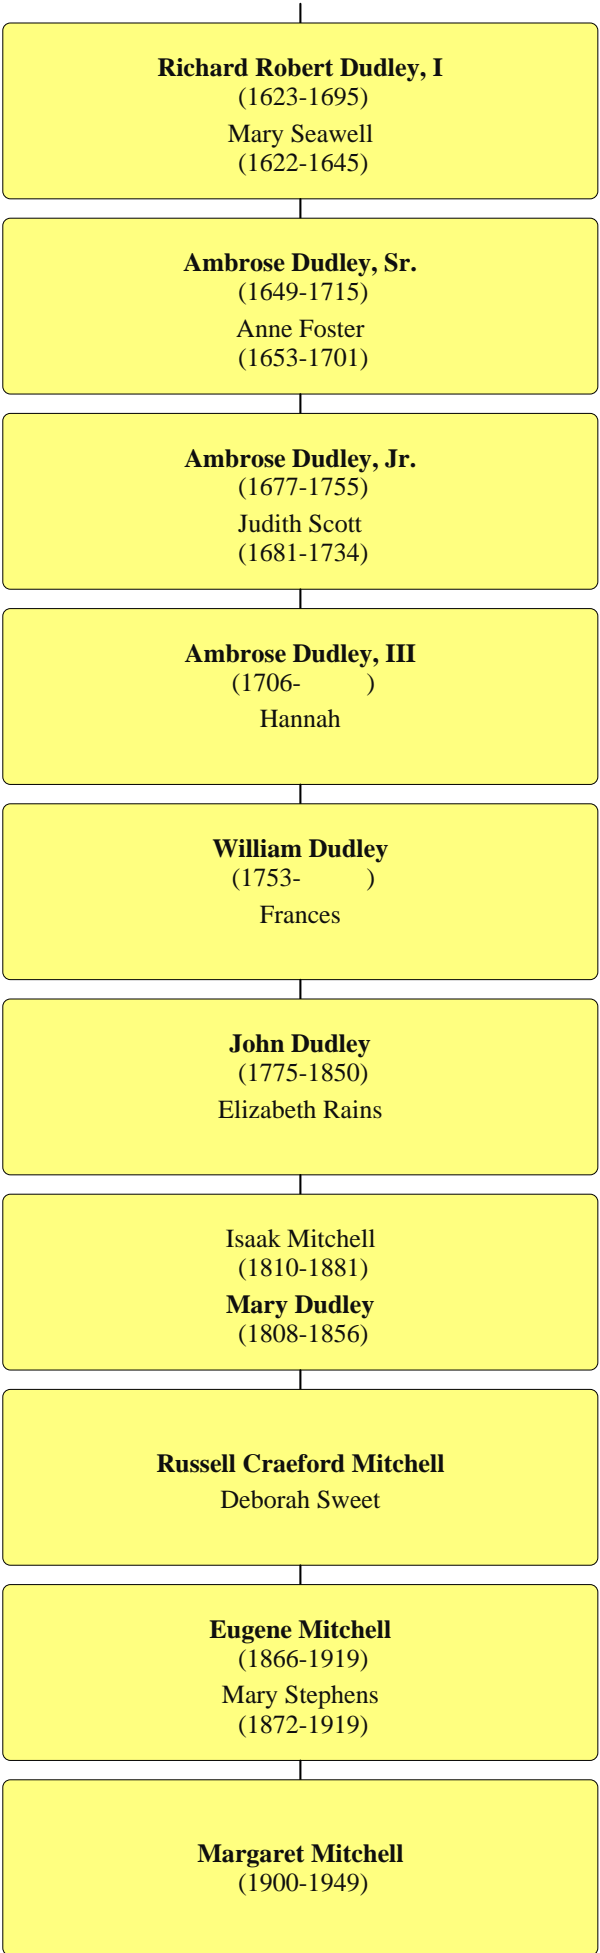 Richard Robert Dudley, I
(1623-1695)
Mary Seawell
(1622-1645)
Ambrose Dudley, Sr.
(1649-1715)
Anne Foster
(1653-1701)
Ambrose Dudley, Jr.
(1677-1755)
Judith Scott
(1681-1734)
Ambrose Dudley, III
(1706- )
Hannah
William Dudley
(1753- )
Frances
John Dudley
(1775-1850)
Elizabeth Rains
Isaak Mitchell
(1810-1881)
Mary Dudley
(1808-1856)
Russell Craeford Mitchell
Deborah Sweet
Eugene Mitchell
(1866-1919)
Mary Stephens
(1872-1919)
Margaret Mitchell
(1900-1949)